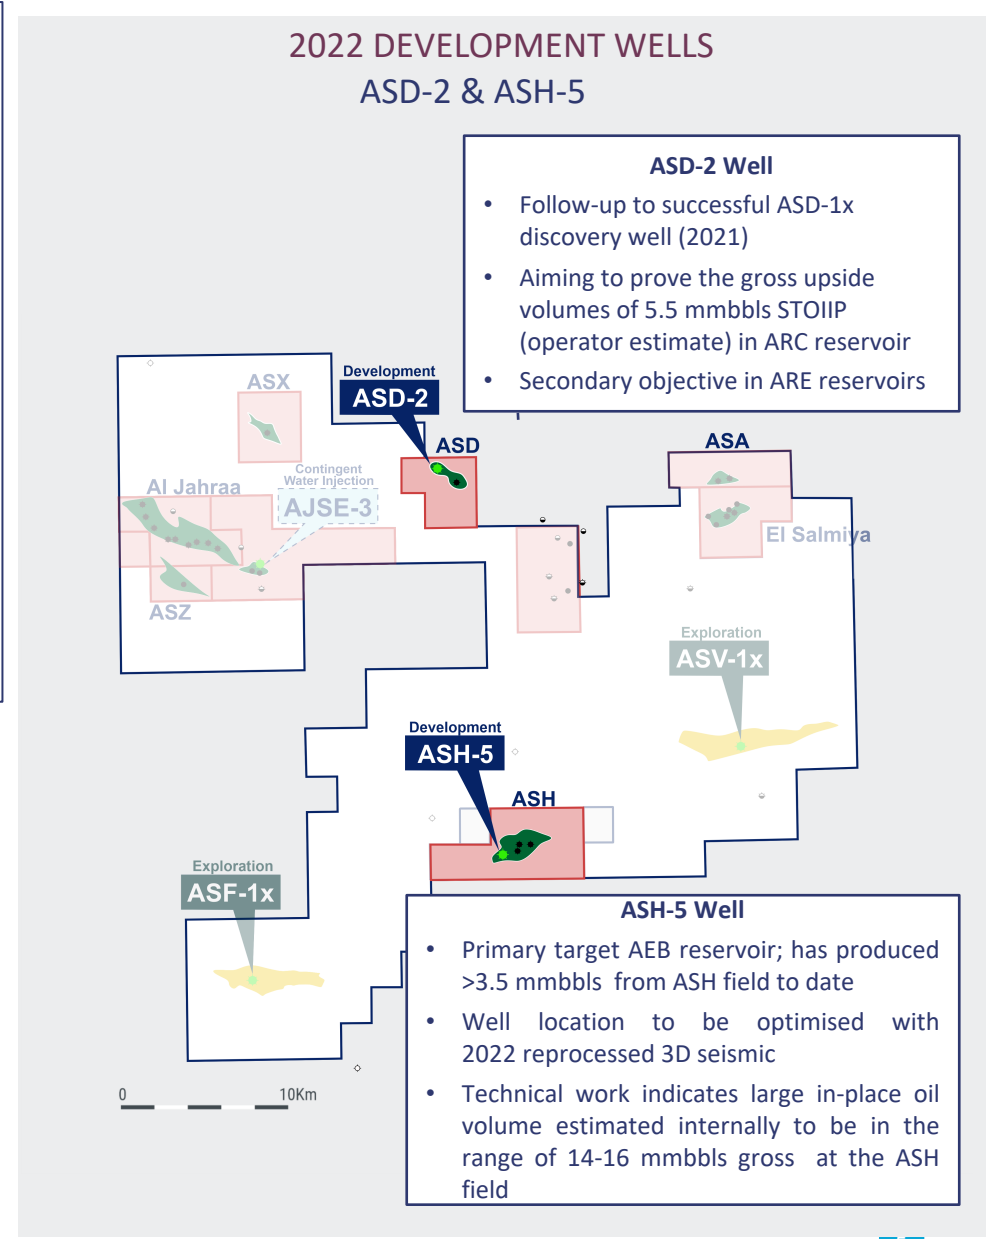 2022 DEVELOPMENT WELLS
ASD-2 & ASH-5
ASD-2 Well
• Follow-up to successful ASD-1x
discovery well (2021)
• Aiming to prove the gross upside
volumes of 5.5 mmbbls STOIIP
(operator estimate) in ARC reservoir
• Secondary objective in ARE reservoirs
Development
ASD-2
ASX
ASD
ASA
Contingent
Water Injection
AJSE-3
Al Jahraa
El Salmiya
ASZ
Exploration
ASV-1x
Development
ASH-5
ASH
Exploration
ASF-1x
0 10Km
ASH-5 Well
• Primary target AEB reservoir; has produced
>3.5 mmbbls from ASH field to date
• Well location to be optimised with
2022 reprocessed 3D seismic
• Technical work indicates large in-place oil
volume estimated internally to be in the
range of 14-16 mmbbls gross at the ASH
field